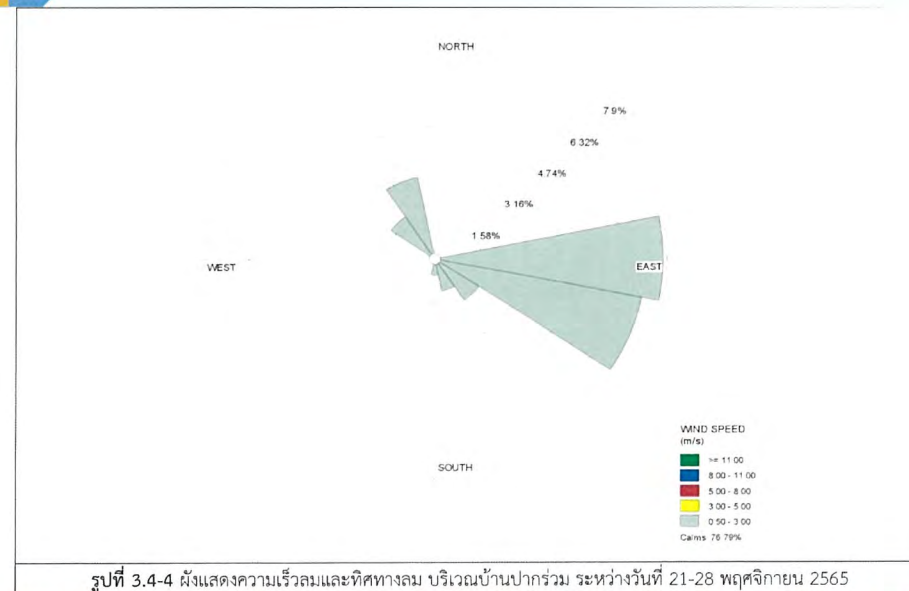 NORTH
7.9%
6.32%
4.74%
3.16%
1.58%
WEST
EAST
SOUTH
WIND SPEED
(m/s)
>= 11.00
8.00 - 11.00
5.00 - 8.00
3.00 - 5.00
0.50 - 3.00
Calms 76.79%
รูปที่ 3.4-4 ผังแสดงความเร็วลมและทิศทางลม บริเวณบ้านปากร่วม ระหว่างวันที่ 21-28 พฤศจิกายน 2565